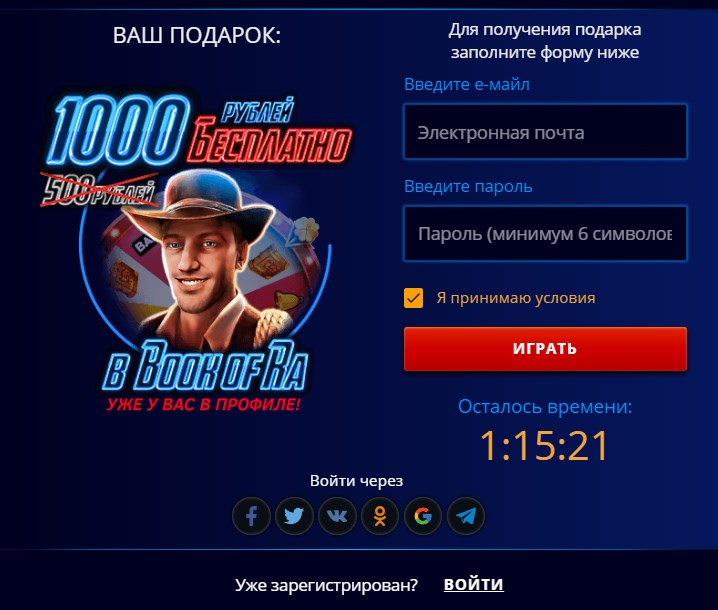 ВАШ ПОДАРОК:
1000 РУБЛЕЙ БЕСПЛАТНО
500 РУБЛЕЙ
BA
В BOOK OF RA
УЖЕ У ВАС В ПРОФИЛЕ!
Для получения подарка
заполните форму ниже
Введите е-майл
Электронная почта
Введите пароль
Пароль (минимум 6 символов
Я принимаю условия
ИГРАТЬ
Осталось времени:
1:15:21
Войти через
Уже зарегистрирован? ВОЙТИ